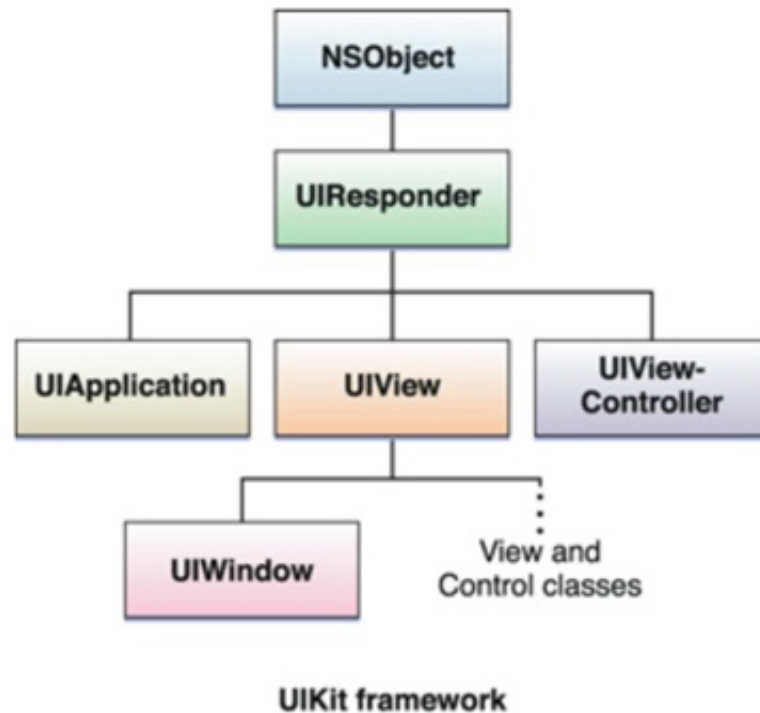 NSObject
UIResponder
UIApplication
UIView
UIView-
Controller
UIWindow
View and
Control classes
UIKit framework